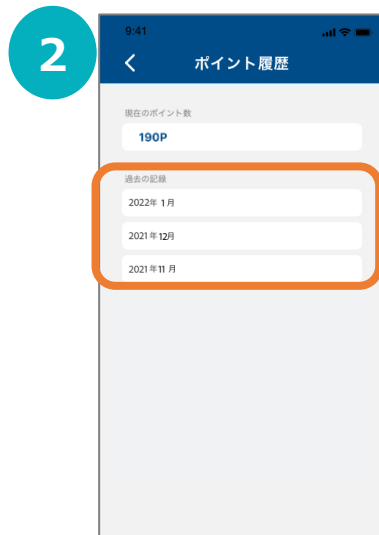 2
9:41
ポイント履歴
現在のポイント数
190P
過去の記録
2022年 1月
2021年12月
2021年11 月